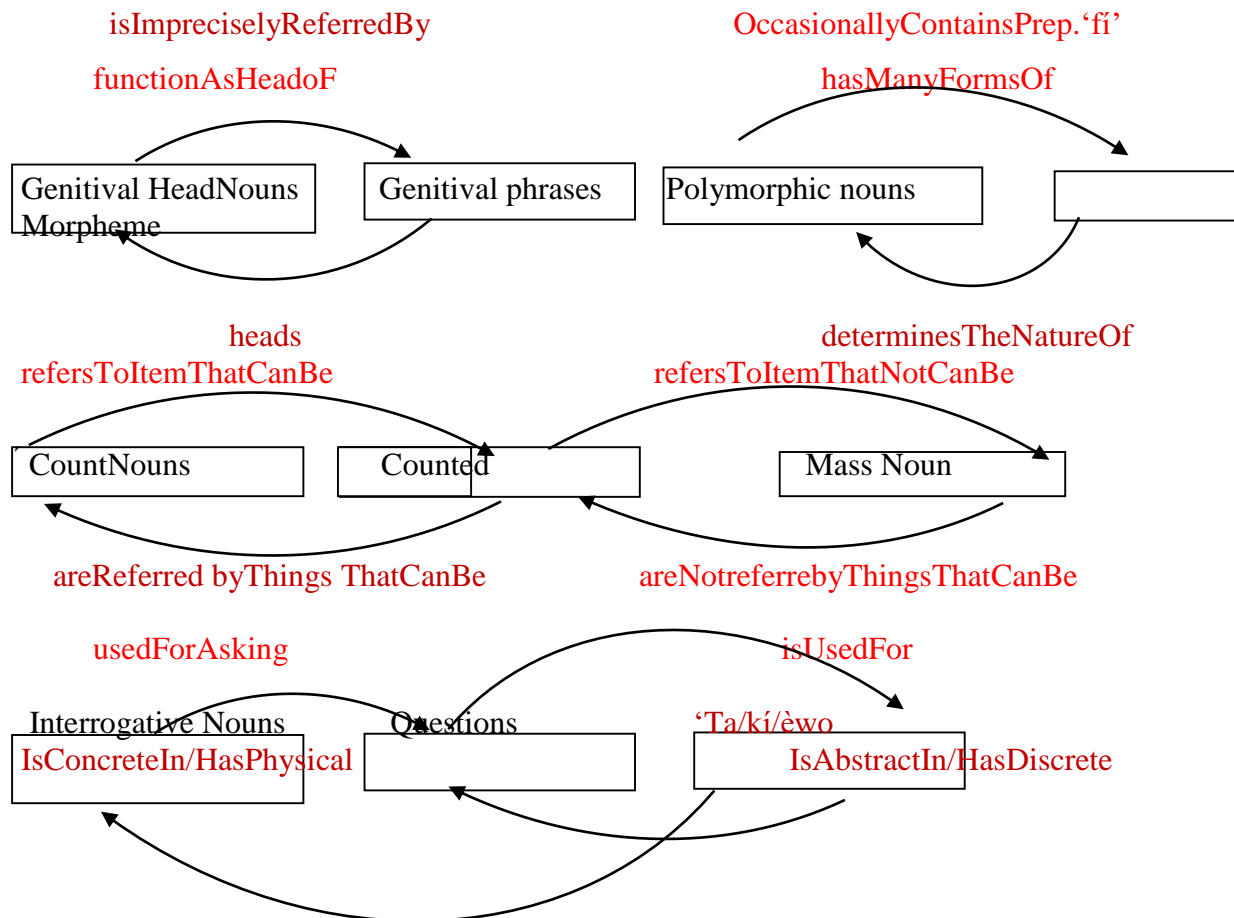 isImpreciselyReferredBy OccasionallyContainsPrep.‘fí’
functionAsHeadoF hasManyFormsOf
Genitival HeadNouns Genitival phrases Polymorphic nouns
Morpheme
heads determinesTheNatureOf
refersToItemThatCanBe refersToItemThatNotCanBe
CountNouns Counted Mass Noun
areReferred byThings ThatCanBe areNotreferrebyThingsThatCanBe
usedForAsking isUsedFor
Interrogative Nouns Questions ‘Ta/kí/èwo
IsConcreteIn/HasPhysical IsAbstractIn/HasDiscrete